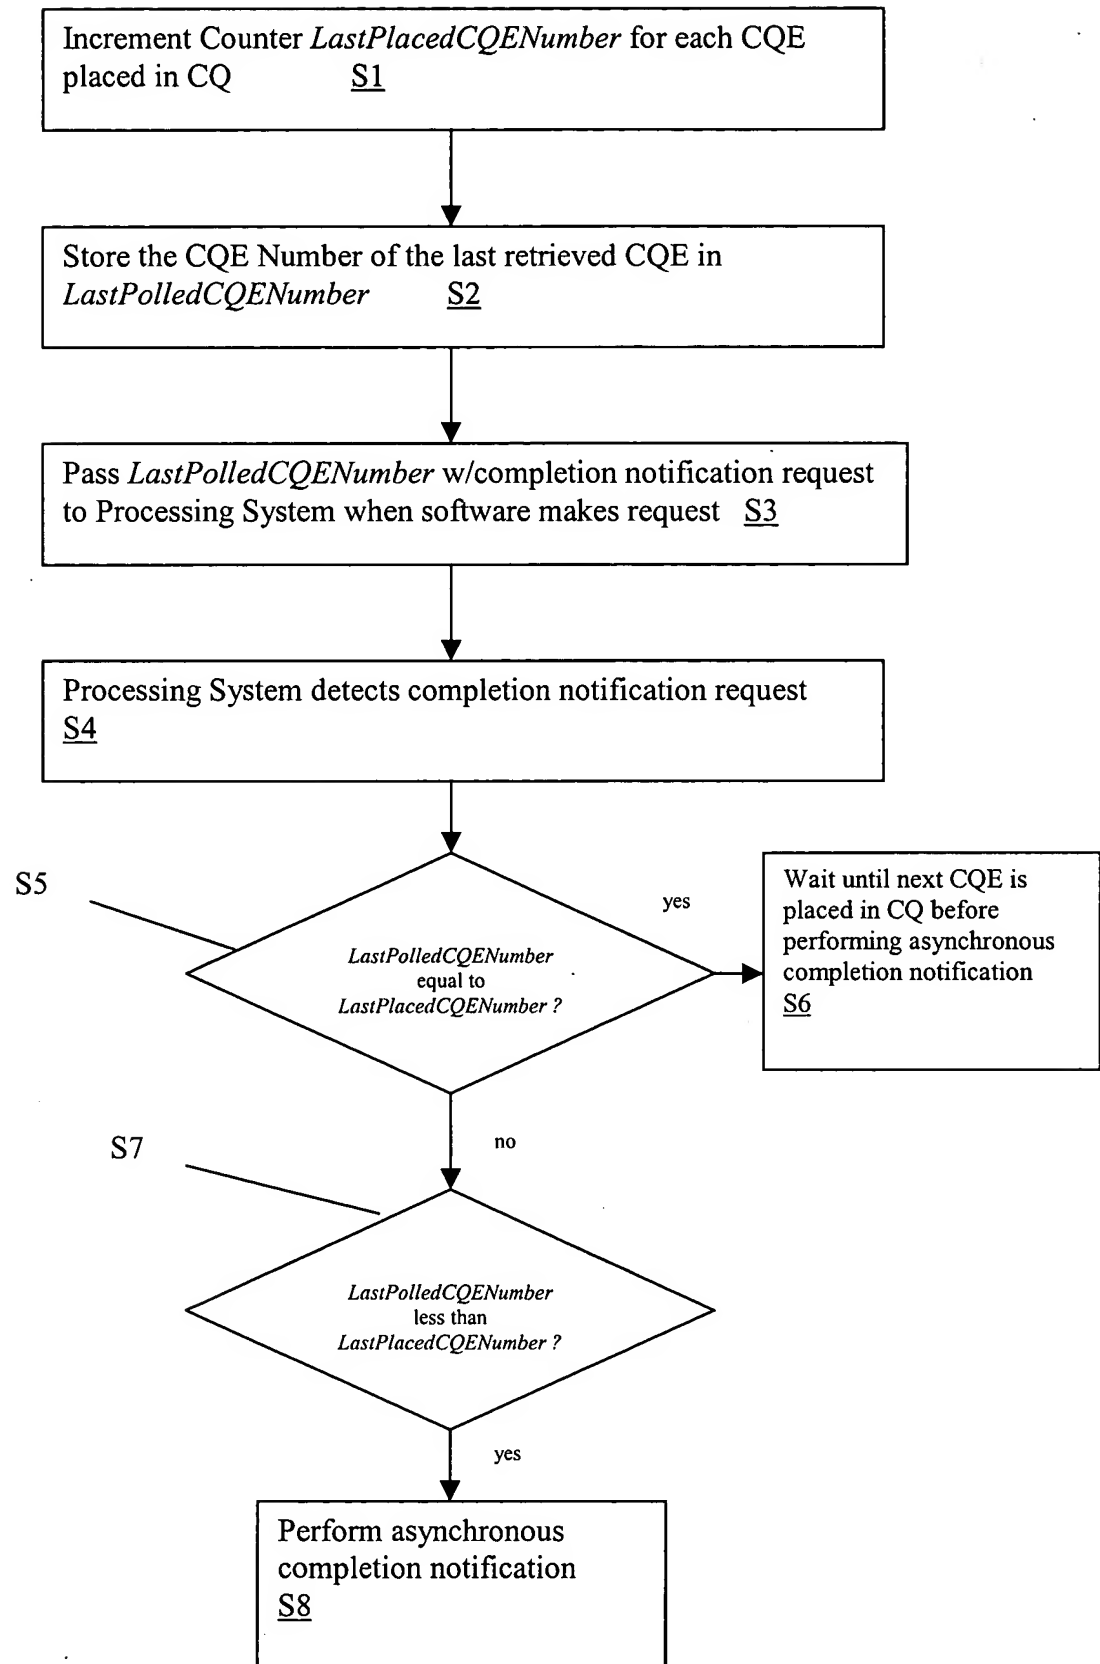 Increment Counter LastPlacedCQENumber for each CQE
placed in CQ S1
Store the CQE Number of the last retrieved CQE in
LastPolledCQENumber S2
Pass LastPolledCQENumber w/completion notification request
to Processing System when software makes request S3
Processing System detects completion notification request
S4
S5
LastPolledCQENumber
equal to
LastPlacedCQENumber ?
yes
Wait until next CQE is
placed in CQ before
performing asynchronous
completion notification
S6
no
S7
LastPolledCQENumber
less than
LastPlacedCQENumber ?
yes
Perform asynchronous
completion notification
S8